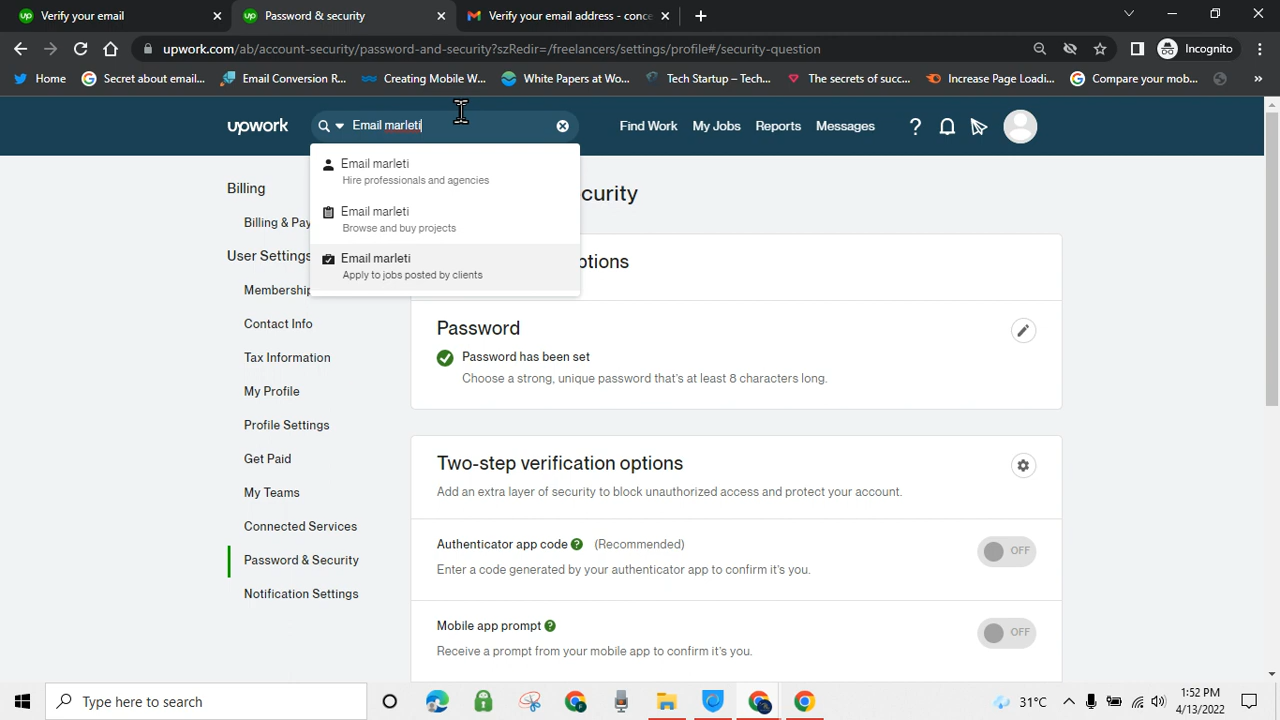 Verify your email
Password & security
Verify your email address - conce
upwork.com/ab/account-security/password-and-security?szRedir=/freelancers/settings/profile#/security-question
Incognito
Home
Secret about email...
Email Conversion R...
Creating Mobile W...
White Papers at Wo...
Tech Startup – Tech...
The secrets of succ...
Increase Page Loadi...
Compare your mob...
»
upwork
Email marleti
Find Work
My Jobs
Reports
Messages
?
Email marleti
Hire professionals and agencies
Email marleti
Browse and buy projects
Email marleti
Apply to jobs posted by clients
Billing
Billing & Pay
User Settings
Membership
Contact Info
Tax Information
My Profile
Profile Settings
Get Paid
My Teams
Connected Services
Password & Security
Notification Settings
curity
ptions
Password
Password has been set
Choose a strong, unique password that's at least 8 characters long.
Two-step verification options
Add an extra layer of security to block unauthorized access and protect your account.
Authenticator app code ? (Recommended)
OFF
Enter a code generated by your authenticator app to confirm it's you.
Mobile app prompt ?
OFF
Receive a prompt from your mobile app to confirm it's you.
Type here to search
31°C
1:52 PM
4/13/2022